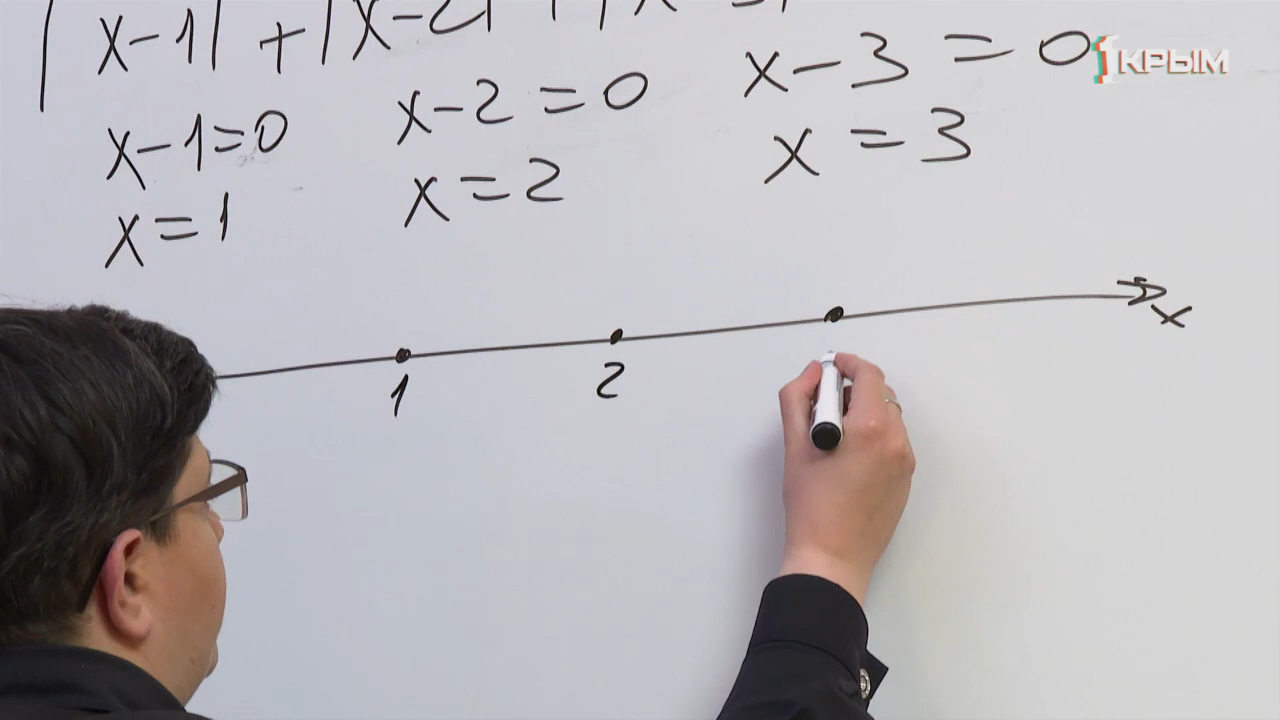 |x-1| + |x-2| + |x-3|
x-1=0 x-2=0 x-3=0
x=1 x=2 x=3
x
1 2
1КРЫМ